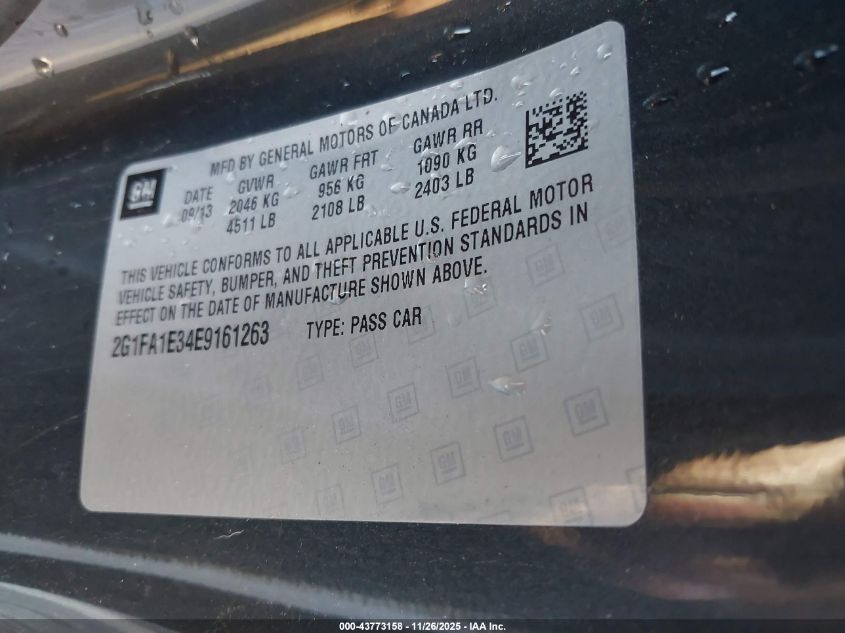 MFD BY GENERAL MOTORS OF CANADA LTD.
GM
DATE GVWR GAWR FRT GAWR RR
09/13 2046 KG 956 KG 1090 KG
4511 LB 2108 LB 2403 LB
THIS VEHICLE CONFORMS TO ALL APPLICABLE U.S. FEDERAL MOTOR
VEHICLE SAFETY, BUMPER, AND THEFT PREVENTION STANDARDS IN
EFFECT ON THE DATE OF MANUFACTURE SHOWN ABOVE.
2G1FA1E34E9161263 TYPE: PASS CAR
000-43773158 - 11/26/2025 - IAA Inc.